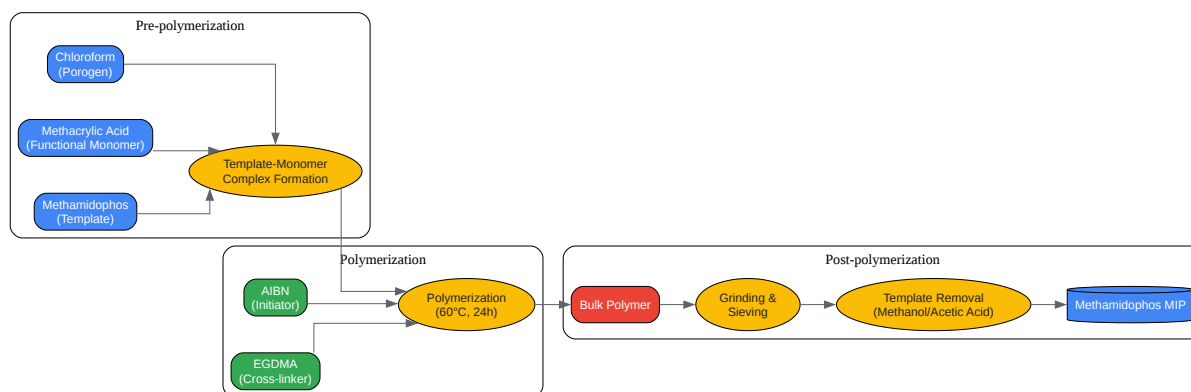 Pre-polymerization
Chloroform
(Porogen)
Methacrylic Acid
(Functional Monomer)
Template-Monomer
Complex Formation
Methamidophos
(Template)
Polymerization
AIBN
(Initiator)
Polymerization
(60°C, 24h)
EGDMA
(Cross-linker)
Post-polymerization
Bulk Polymer
Grinding &
Sieving
Template Removal
(Methanol/Acetic Acid)
Methamidophos MIP